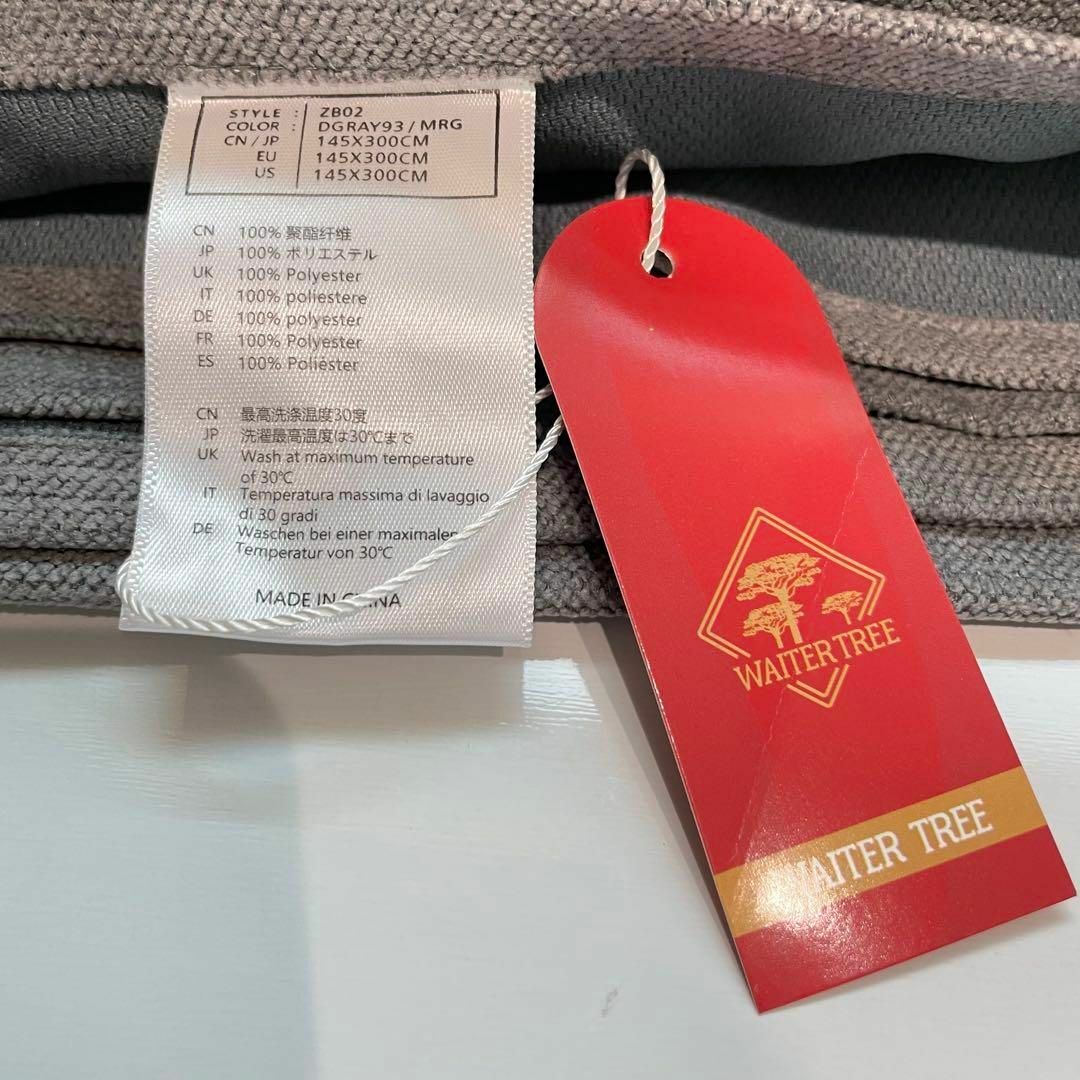 STYLE : ZB02
COLOR : DGRAY93/MRG
CN/JP 145X300CM
EU 145X300CM
US 145X300CM
CN 100% 聚酯纤维
JP 100% ポリエステル
UK 100% Polyester
IT 100% poliestere
DE 100% polyester
FR 100% Polyester
ES 100% Poliéster
CN 最高洗涤温度30度
JP 洗濯最高温度は30℃まで
UK Wash at maximum temperature
of 30℃
IT Temperatura massima di lavaggio
di 30 gradi
DE Waschen bei einer maximalen
Temperatur von 30℃
MADE IN CHINA
WAITER TREE
WAITER TREE